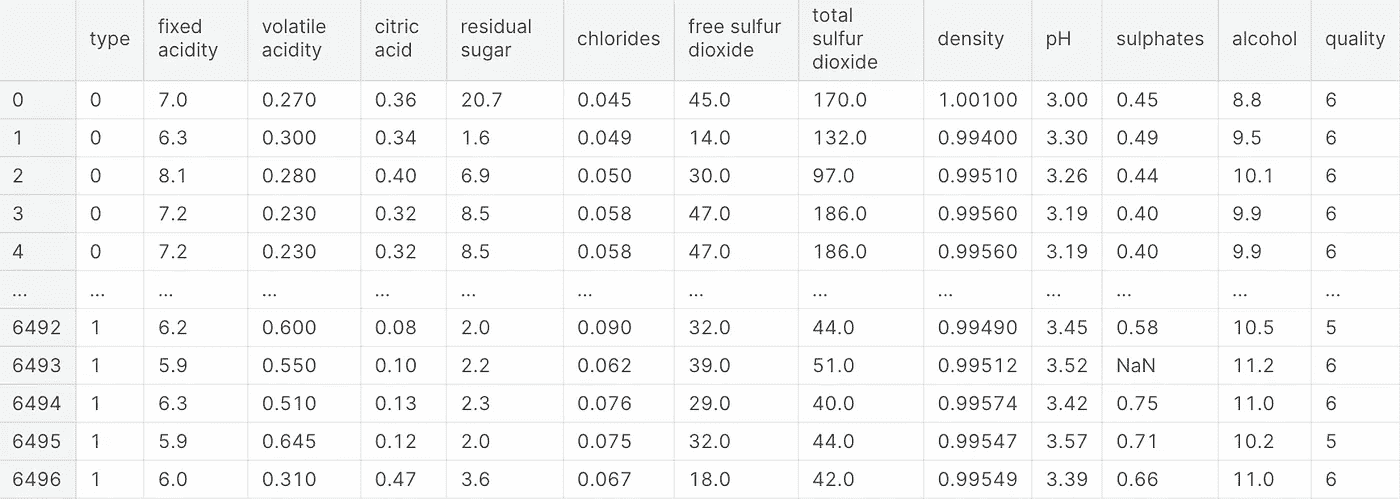 type fixed acidity volatile acidity citric acid residual sugar chlorides free sulfur dioxide total sulfur dioxide density pH sulphates alcohol quality
0 0 7.0 0.270 0.36 20.7 0.045 45.0 170.0 1.00100 3.00 0.45 8.8 6
1 0 6.3 0.300 0.34 1.6 0.049 14.0 132.0 0.99400 3.30 0.49 9.5 6
2 0 8.1 0.280 0.40 6.9 0.050 30.0 97.0 0.99510 3.26 0.44 10.1 6
3 0 7.2 0.230 0.32 8.5 0.058 47.0 186.0 0.99560 3.19 0.40 9.9 6
4 0 7.2 0.230 0.32 8.5 0.058 47.0 186.0 0.99560 3.19 0.40 9.9 6
... ... ... ... ... ... ... ... ... ... ... ... ... ...
6492 1 6.2 0.600 0.08 2.0 0.090 32.0 44.0 0.99490 3.45 0.58 10.5 5
6493 1 5.9 0.550 0.10 2.2 0.062 39.0 51.0 0.99512 3.52 NaN 11.2 6
6494 1 6.3 0.510 0.13 2.3 0.076 29.0 40.0 0.99574 3.42 0.75 11.0 6
6495 1 5.9 0.645 0.12 2.0 0.075 32.0 44.0 0.99547 3.57 0.71 10.2 5
6496 1 6.0 0.310 0.47 3.6 0.067 18.0 42.0 0.99549 3.39 0.66 11.0 6